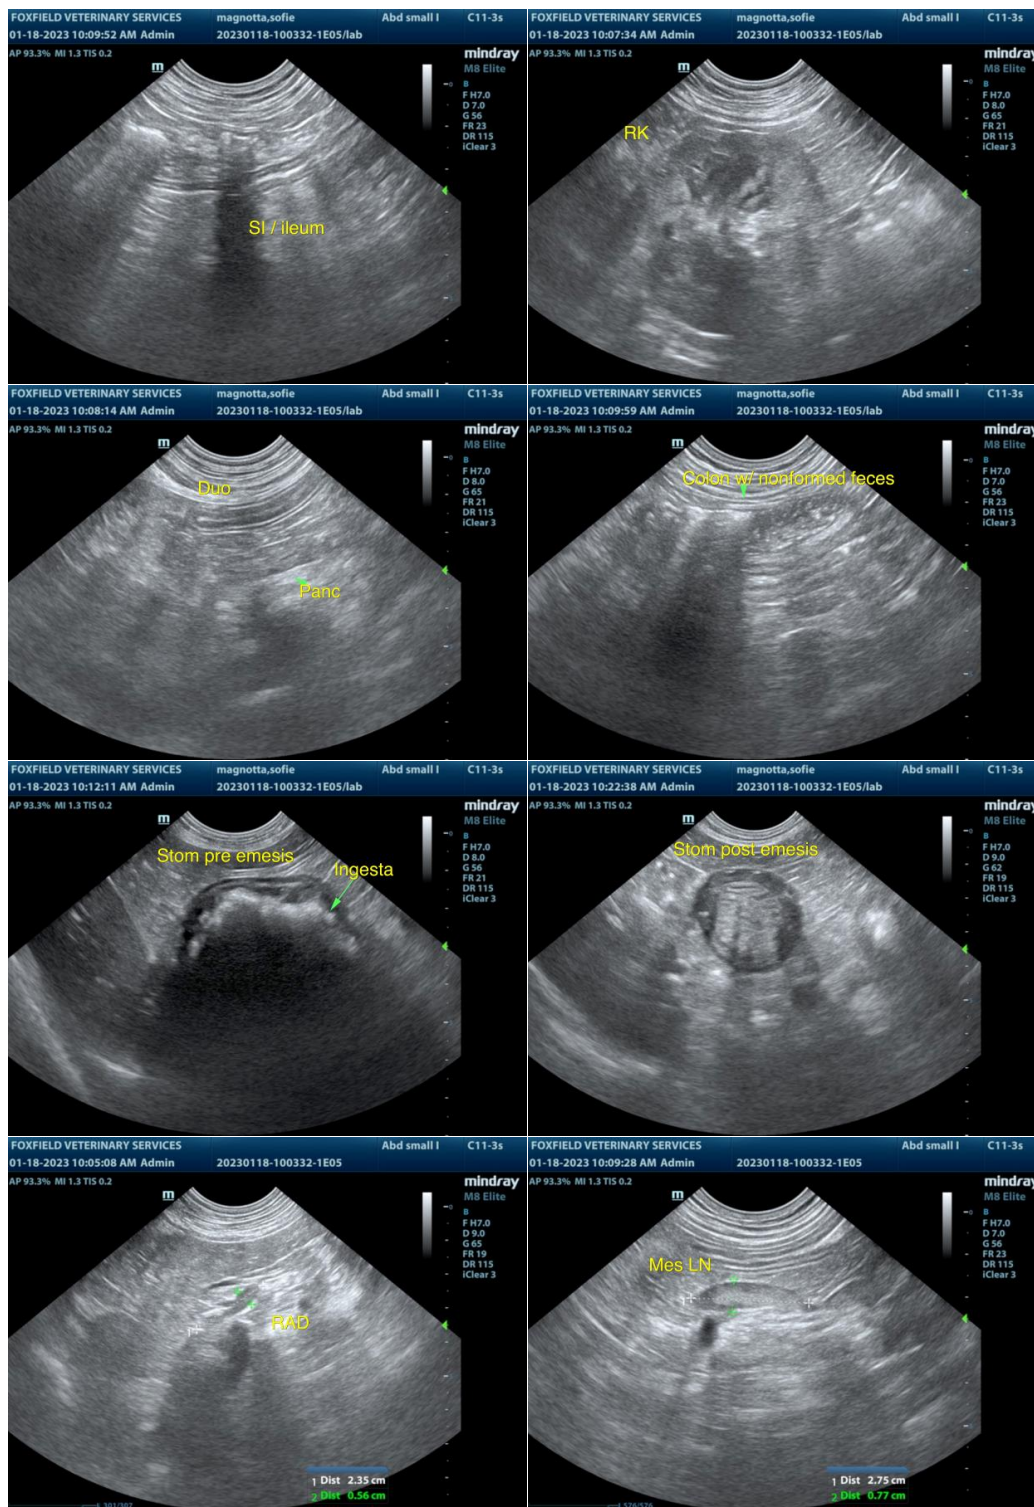 FOXFIELD VETERINARY SERVICES magnotta,sofie Abd small I C11-3s
01-18-2023 10:09:52 AM Admin 20230118-100332-1E05/lab
AP 93.3% MI 1.3 TIS 0.2 mindray
m M8 Elite
B
F H7.0
D 7.0
G 56
FR 23
DR 115
iClear 3
0
SI / ileum
FOXFIELD VETERINARY SERVICES magnotta,sofie Abd small I C11-3s
01-18-2023 10:07:34 AM Admin 20230118-100332-1E05/lab
AP 93.3% MI 1.3 TIS 0.2 mindray
m M8 Elite
B
F H7.0
D 8.0
G 65
FR 21
DR 115
iClear 3
0
RK
FOXFIELD VETERINARY SERVICES magnotta,sofie Abd small I C11-3s
01-18-2023 10:08:14 AM Admin 20230118-100332-1E05/lab
AP 93.3% MI 1.3 TIS 0.2 mindray
m M8 Elite
B
F H7.0
D 8.0
G 65
FR 21
DR 115
iClear 3
0
Duo
Panc
FOXFIELD VETERINARY SERVICES magnotta,sofie Abd small I C11-3s
01-18-2023 10:09:59 AM Admin 20230118-100332-1E05/lab
AP 93.3% MI 1.3 TIS 0.2 mindray
m M8 Elite
B
F H7.0
D 7.0
G 56
FR 23
DR 115
iClear 3
0
Colon w/ nonformed feces
FOXFIELD VETERINARY SERVICES magnotta,sofie Abd small I C11-3s
01-18-2023 10:12:11 AM Admin 20230118-100332-1E05/lab
AP 93.3% MI 1.3 TIS 0.2 mindray
m M8 Elite
B
F H7.0
D 8.0
G 56
FR 21
DR 115
iClear 3
0
Stom pre emesis
Ingesta
FOXFIELD VETERINARY SERVICES magnotta,sofie Abd small I C11-3s
01-18-2023 10:22:38 AM Admin 20230118-100332-1E05/lab
AP 93.3% MI 1.3 TIS 0.2 mindray
m M8 Elite
B
F H7.0
D 9.0
G 62
FR 19
DR 115
iClear 3
0
Stom post emesis
FOXFIELD VETERINARY SERVICES Abd small I C11-3s
01-18-2023 10:05:08 AM Admin 20230118-100332-1E05
AP 93.3% MI 1.3 TIS 0.2 mindray
m M8 Elite
B
F H7.0
D 9.0
G 65
FR 19
DR 115
iClear 3
0
RAD
1 Dist 2.35 cm
2 Dist 0.56 cm
FOXFIELD VETERINARY SERVICES Abd small I C11-3s
01-18-2023 10:09:28 AM Admin 20230118-100332-1E05
AP 93.3% MI 1.3 TIS 0.2 mindray
m M8 Elite
B
F H7.0
D 7.0
G 56
FR 23
DR 115
iClear 3
0
Mes LN
1 Dist 2.75 cm
2 Dist 0.77 cm